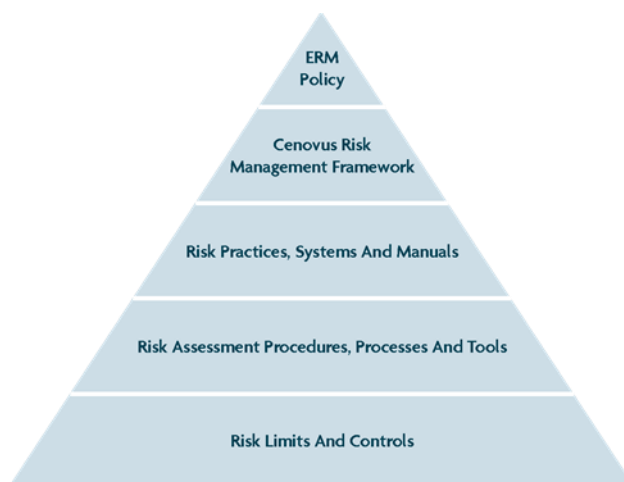 ERM
Policy
Cenovus Risk
Management Framework
Risk Practices, Systems And Manuals
Risk Assessment Procedures, Processes And Tools
Risk Limits And Controls